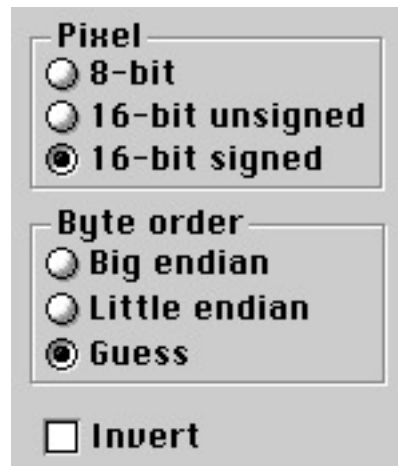 Pixel
8-bit
16-bit unsigned
16-bit signed
Byte order
Big endian
Little endian
Guess
Invert